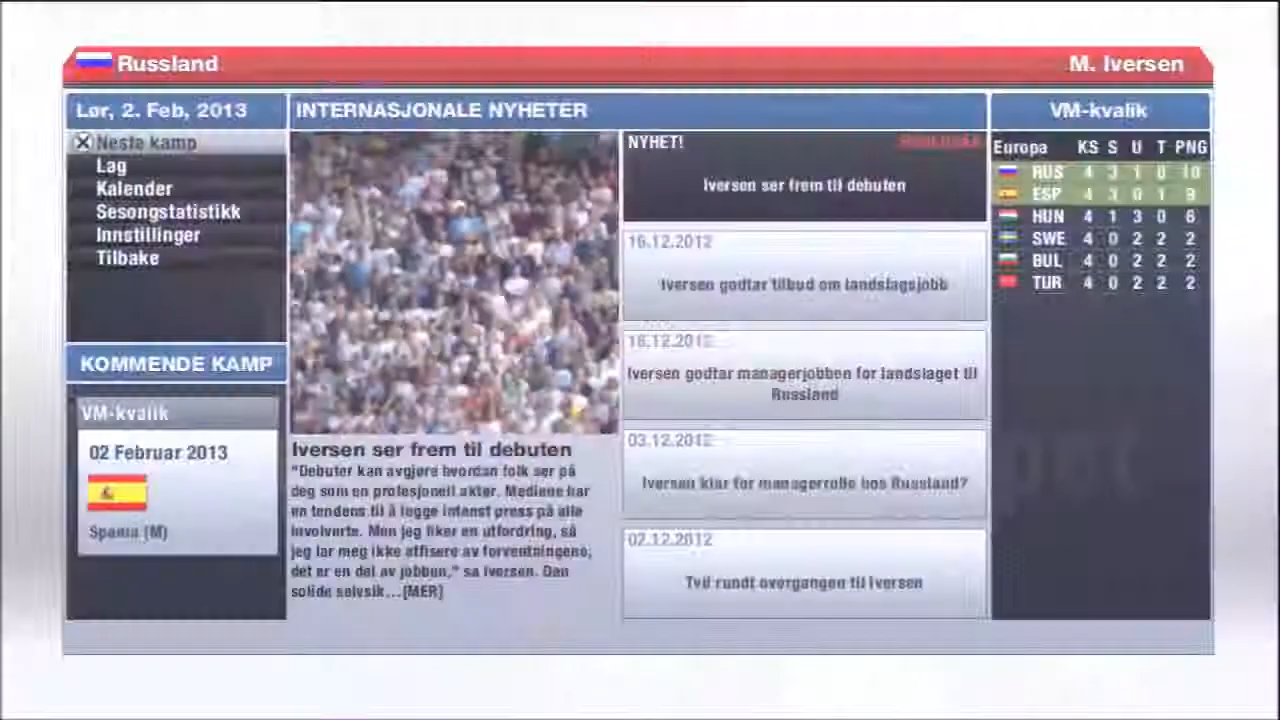 Russland
M. Iversen
Lør, 2. Feb, 2013
Neste kamp
Lag
Kalender
Sesongstatistikk
Innstillinger
Tilbake
KOMMENDE KAMP
VM-kvalik
02 Februar 2013
Spania (M)
INTERNASJONALE NYHETER
Iversen ser frem til debuten
"Debuter kan avgjøre hvordan folk ser på
deg som en profesjonell aktør. Mediene har
en tendens til å legge intenst press på alle
involverte. Men jeg liker en utfordring, så
jeg lar meg ikke affisere av forventningene,
det er en del av jobben," sa Iversen. Den
solide selvsik...[MER]
NYHET!
Iversen ser frem til debuten
16.12.2012
Iversen godtar tilbud om landslagsjobb
16.12.2012
Iversen godtar managerjobben for landslaget til
Russland
03.12.2012
Iversen klar for managerrolle hos Russland?
02.12.2012
Tvil rundt overgangen til Iversen
VM-kvalik
Europa KS S U T PNG
RUS 4 3 1 0 10
ESP 4 3 0 1 9
HUN 4 1 3 0 6
SWE 4 0 2 2 2
BUL 4 0 2 2 2
TUR 4 0 2 2 2